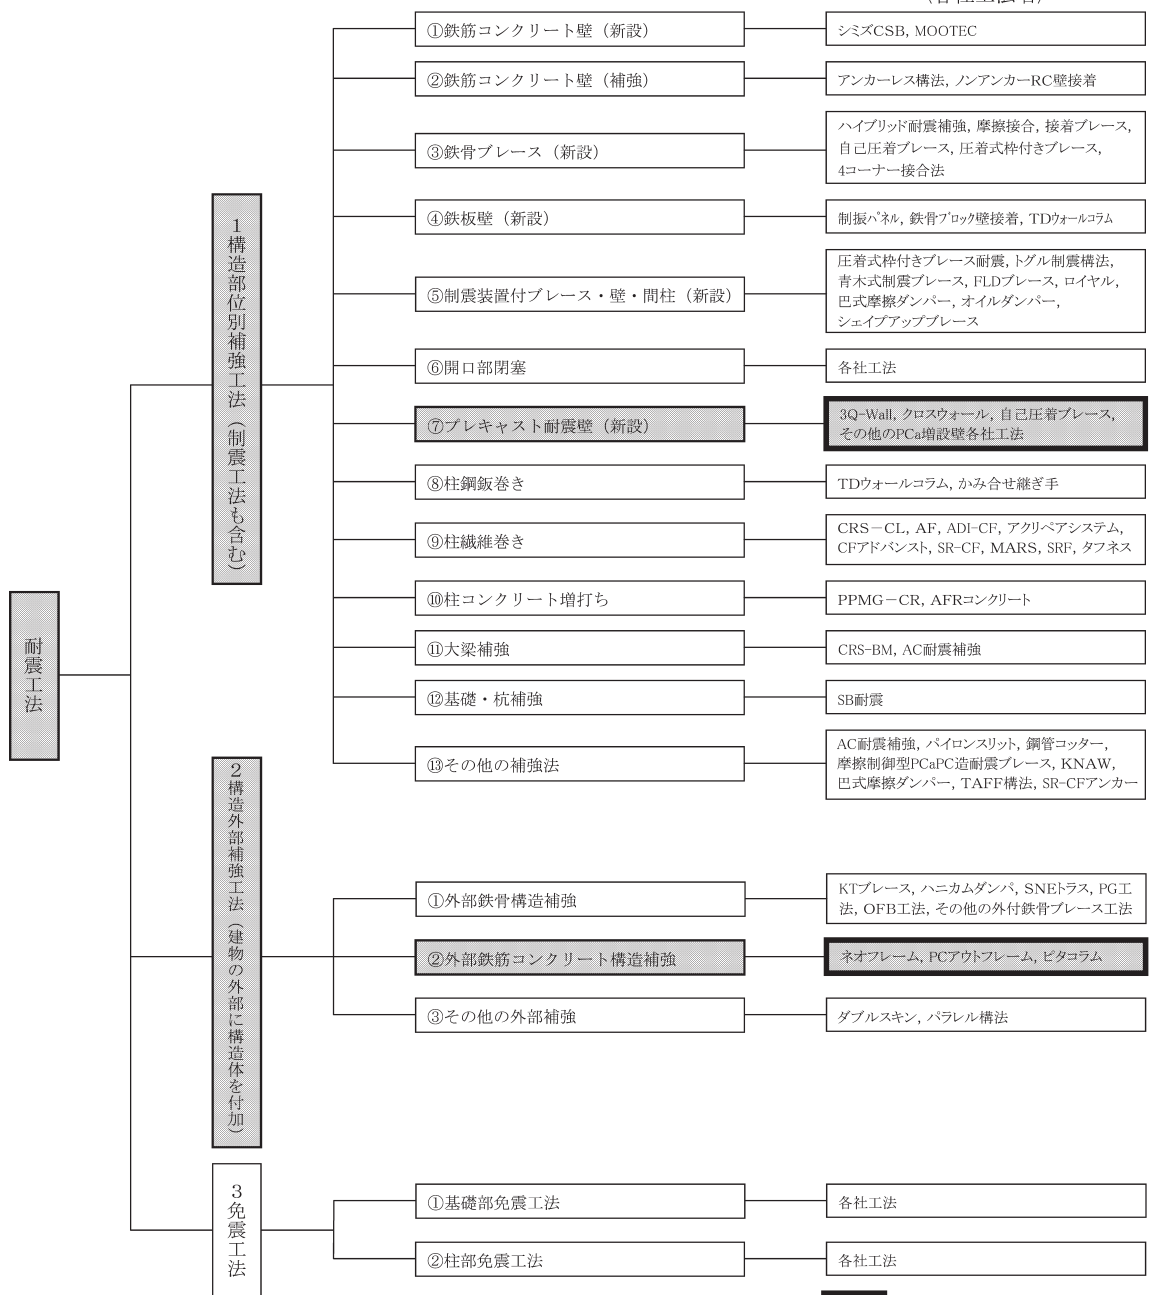 (各社工法名)
①鉄筋コンクリート壁（新設）
シミズCSB, MOOTEC
②鉄筋コンクリート壁（補強）
アンカーレス構法, ノンアンカーRC壁接着
③鉄骨ブレース（新設）
ハイブリッド耐震補強, 摩擦接合, 接着ブレース,
自己圧着ブレース, 圧着式枠付きブレース,
4コーナー接合法
④鉄板壁（新設）
制振パネル, 鉄骨ブロック壁接着, TDウォールコラム
⑤制震装置付ブレース・壁・間柱（新設）
圧着式枠付きブレース耐震, トグル制震構法,
青木式制震ブレース, FLDブレース, ロイヤル,
巴式摩擦ダンパー, オイルダンパー,
シェイプアップブレース
⑥開口部閉塞
各社工法
⑦プレキャスト耐震壁（新設）
3Q-Wall, クロスウォール, 自己圧着ブレース,
その他のPCa増設壁各社工法
⑧柱鋼鈑巻き
TDウォールコラム, かみ合せ継ぎ手
⑨柱繊維巻き
CRS－CL, AF, ADI-CF, アクリペアシステム,
CFアドバンスト, SR-CF, MARS, SRF, タフネス
⑩柱コンクリート増打ち
PPMG－CR, AFRコンクリート
⑪大梁補強
CRS-BM, AC耐震補強
⑫基礎・杭補強
SB耐震
⑬その他の補強法
AC耐震補強, パイロンスリット, 鋼管コッター,
摩擦制御型PCaPC造耐震ブレース, KNAW,
巴式摩擦ダンパー, TAFF構法, SR-CFアンカー
1構造部位別補強工法（制震工法も含む）
耐震工法
2構造外部補強工法（建物の外部に構造体を付加）
①外部鉄骨構造補強
KTブレース, ハニカムダンパ, SNEトラス, PG工
法, OFB工法, その他の外付鉄骨ブレース工法
②外部鉄筋コンクリート構造補強
ネオフレーム, PCアウトフレーム, ピタコラム
③その他の外部補強
ダブルスキン, パラレル構法
3免震工法
①基礎部免震工法
各社工法
②柱部免震工法
各社工法